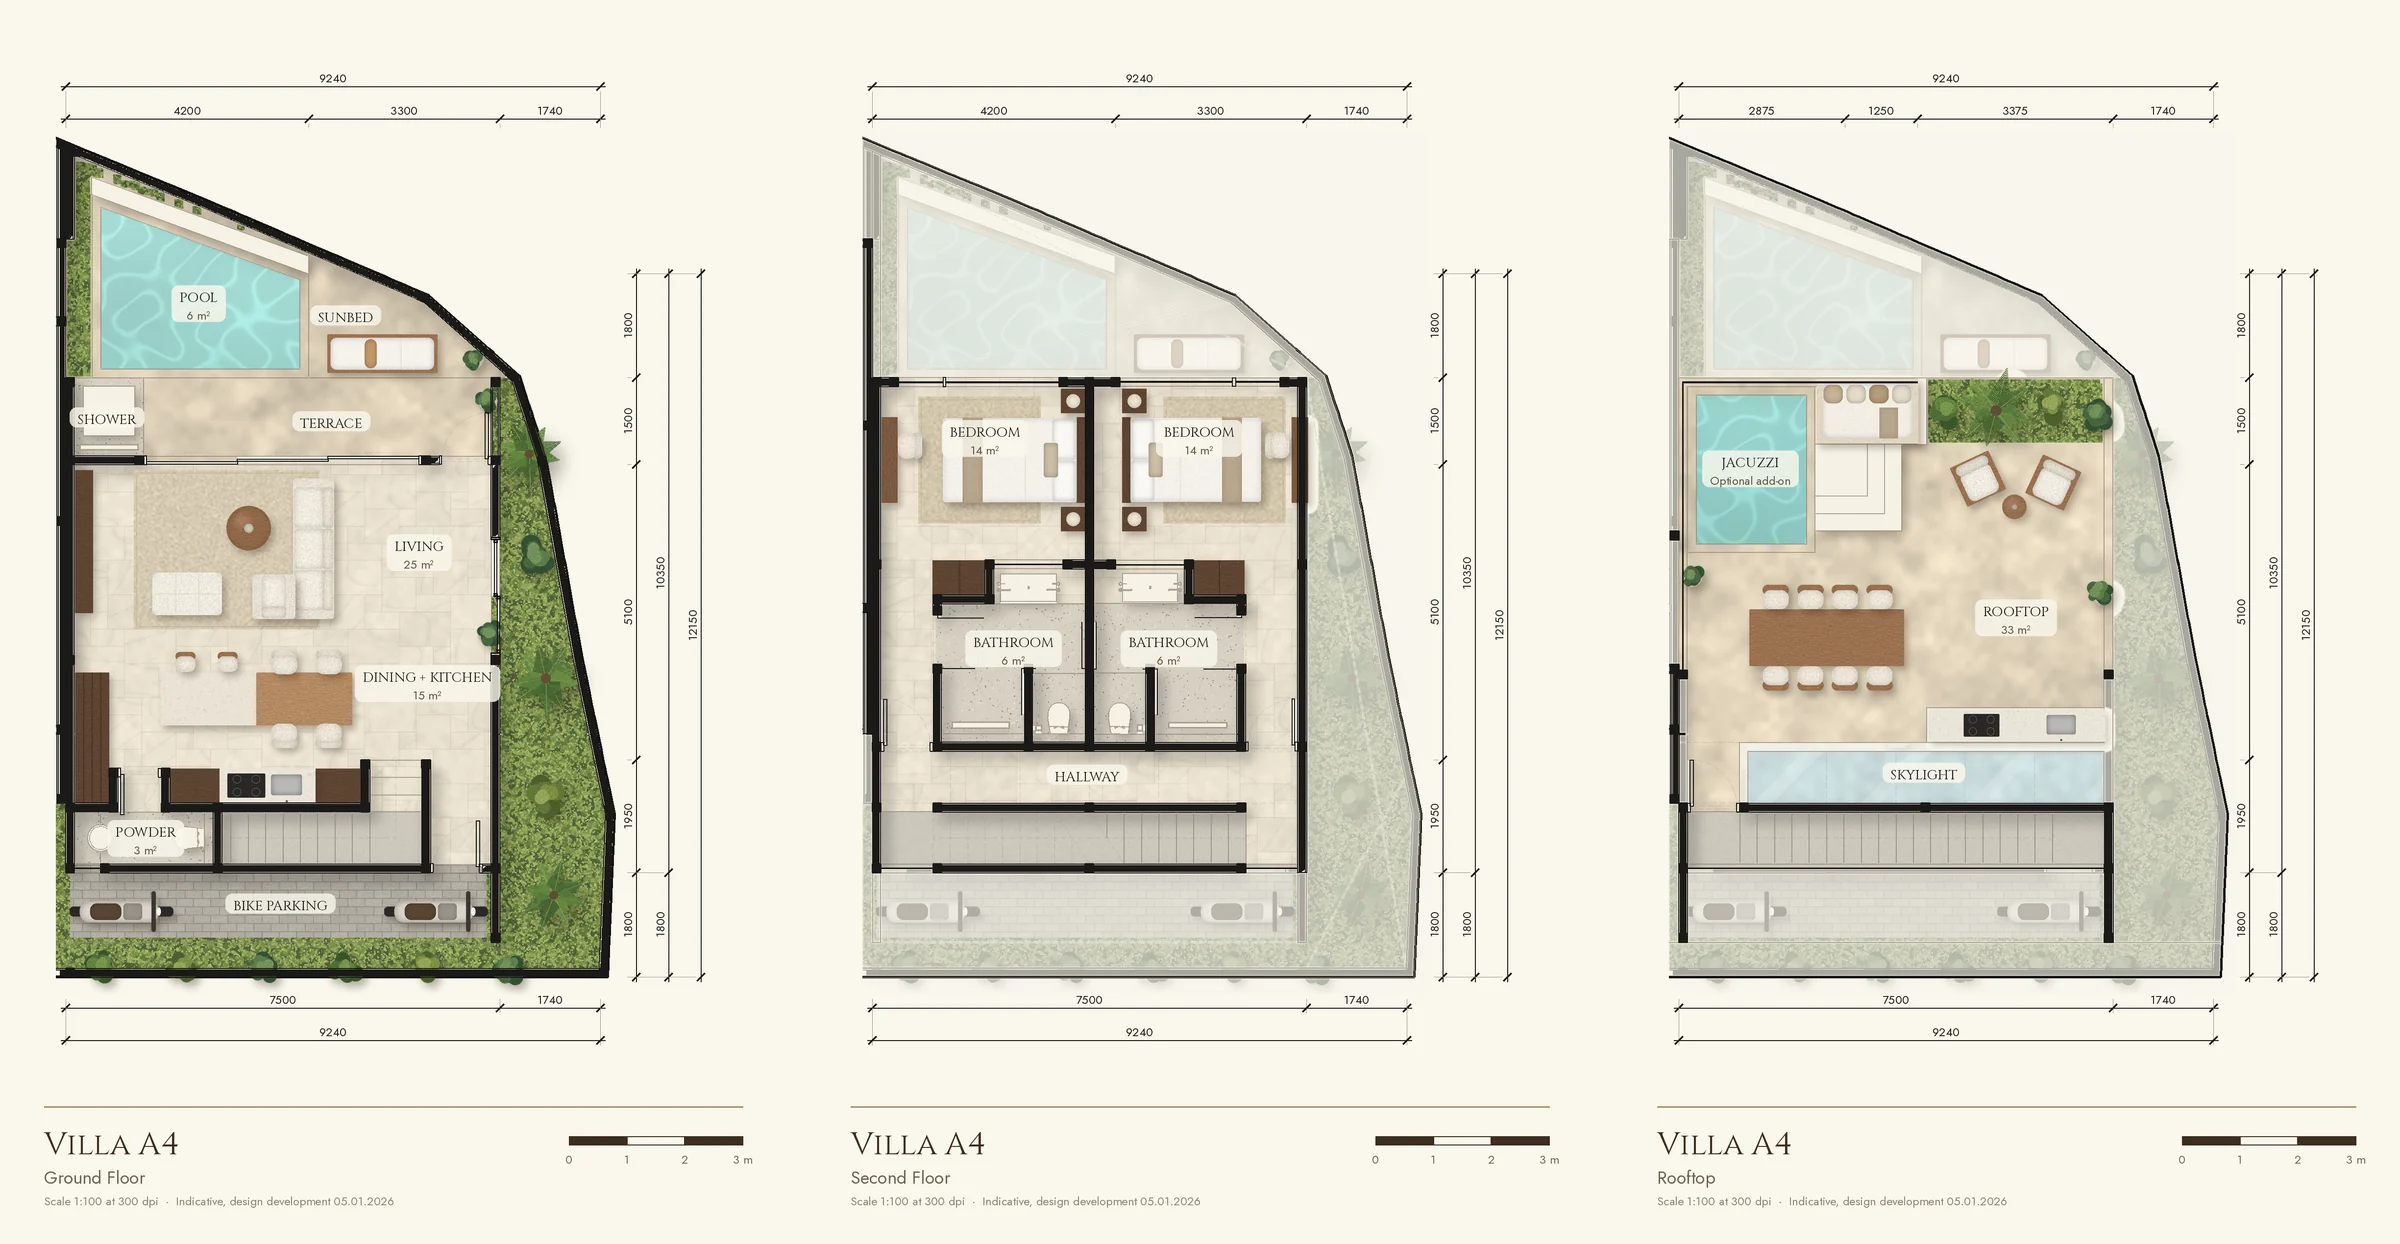 9240
4200 3300 1740
POOL
6 m²
SUNBED
SHOWER
TERRACE
LIVING
25 m²
DINING + KITCHEN
15 m²
POWDER
3 m²
BIKE PARKING
1800
1500
5100
1950
1800
10350
1800
12150
7500 1740
9240
VILLA A4
Ground Floor
Scale 1:100 at 300 dpi · Indicative, design development 05.01.2026
0 1 2 3 m
9240
4200 3300 1740
BEDROOM
14 m²
BEDROOM
14 m²
BATHROOM
6 m²
BATHROOM
6 m²
HALLWAY
1800
1500
5100
1950
1800
10350
1800
12150
7500 1740
9240
VILLA A4
Second Floor
Scale 1:100 at 300 dpi · Indicative, design development 05.01.2026
0 1 2 3 m
9240
2875 1250 3375 1740
JACUZZI
Optional add-on
ROOFTOP
33 m²
SKYLIGHT
1800
1500
5100
1950
1800
10350
1800
12150
7500 1740
9240
VILLA A4
Rooftop
Scale 1:100 at 300 dpi · Indicative, design development 05.01.2026
0 1 2 3 m